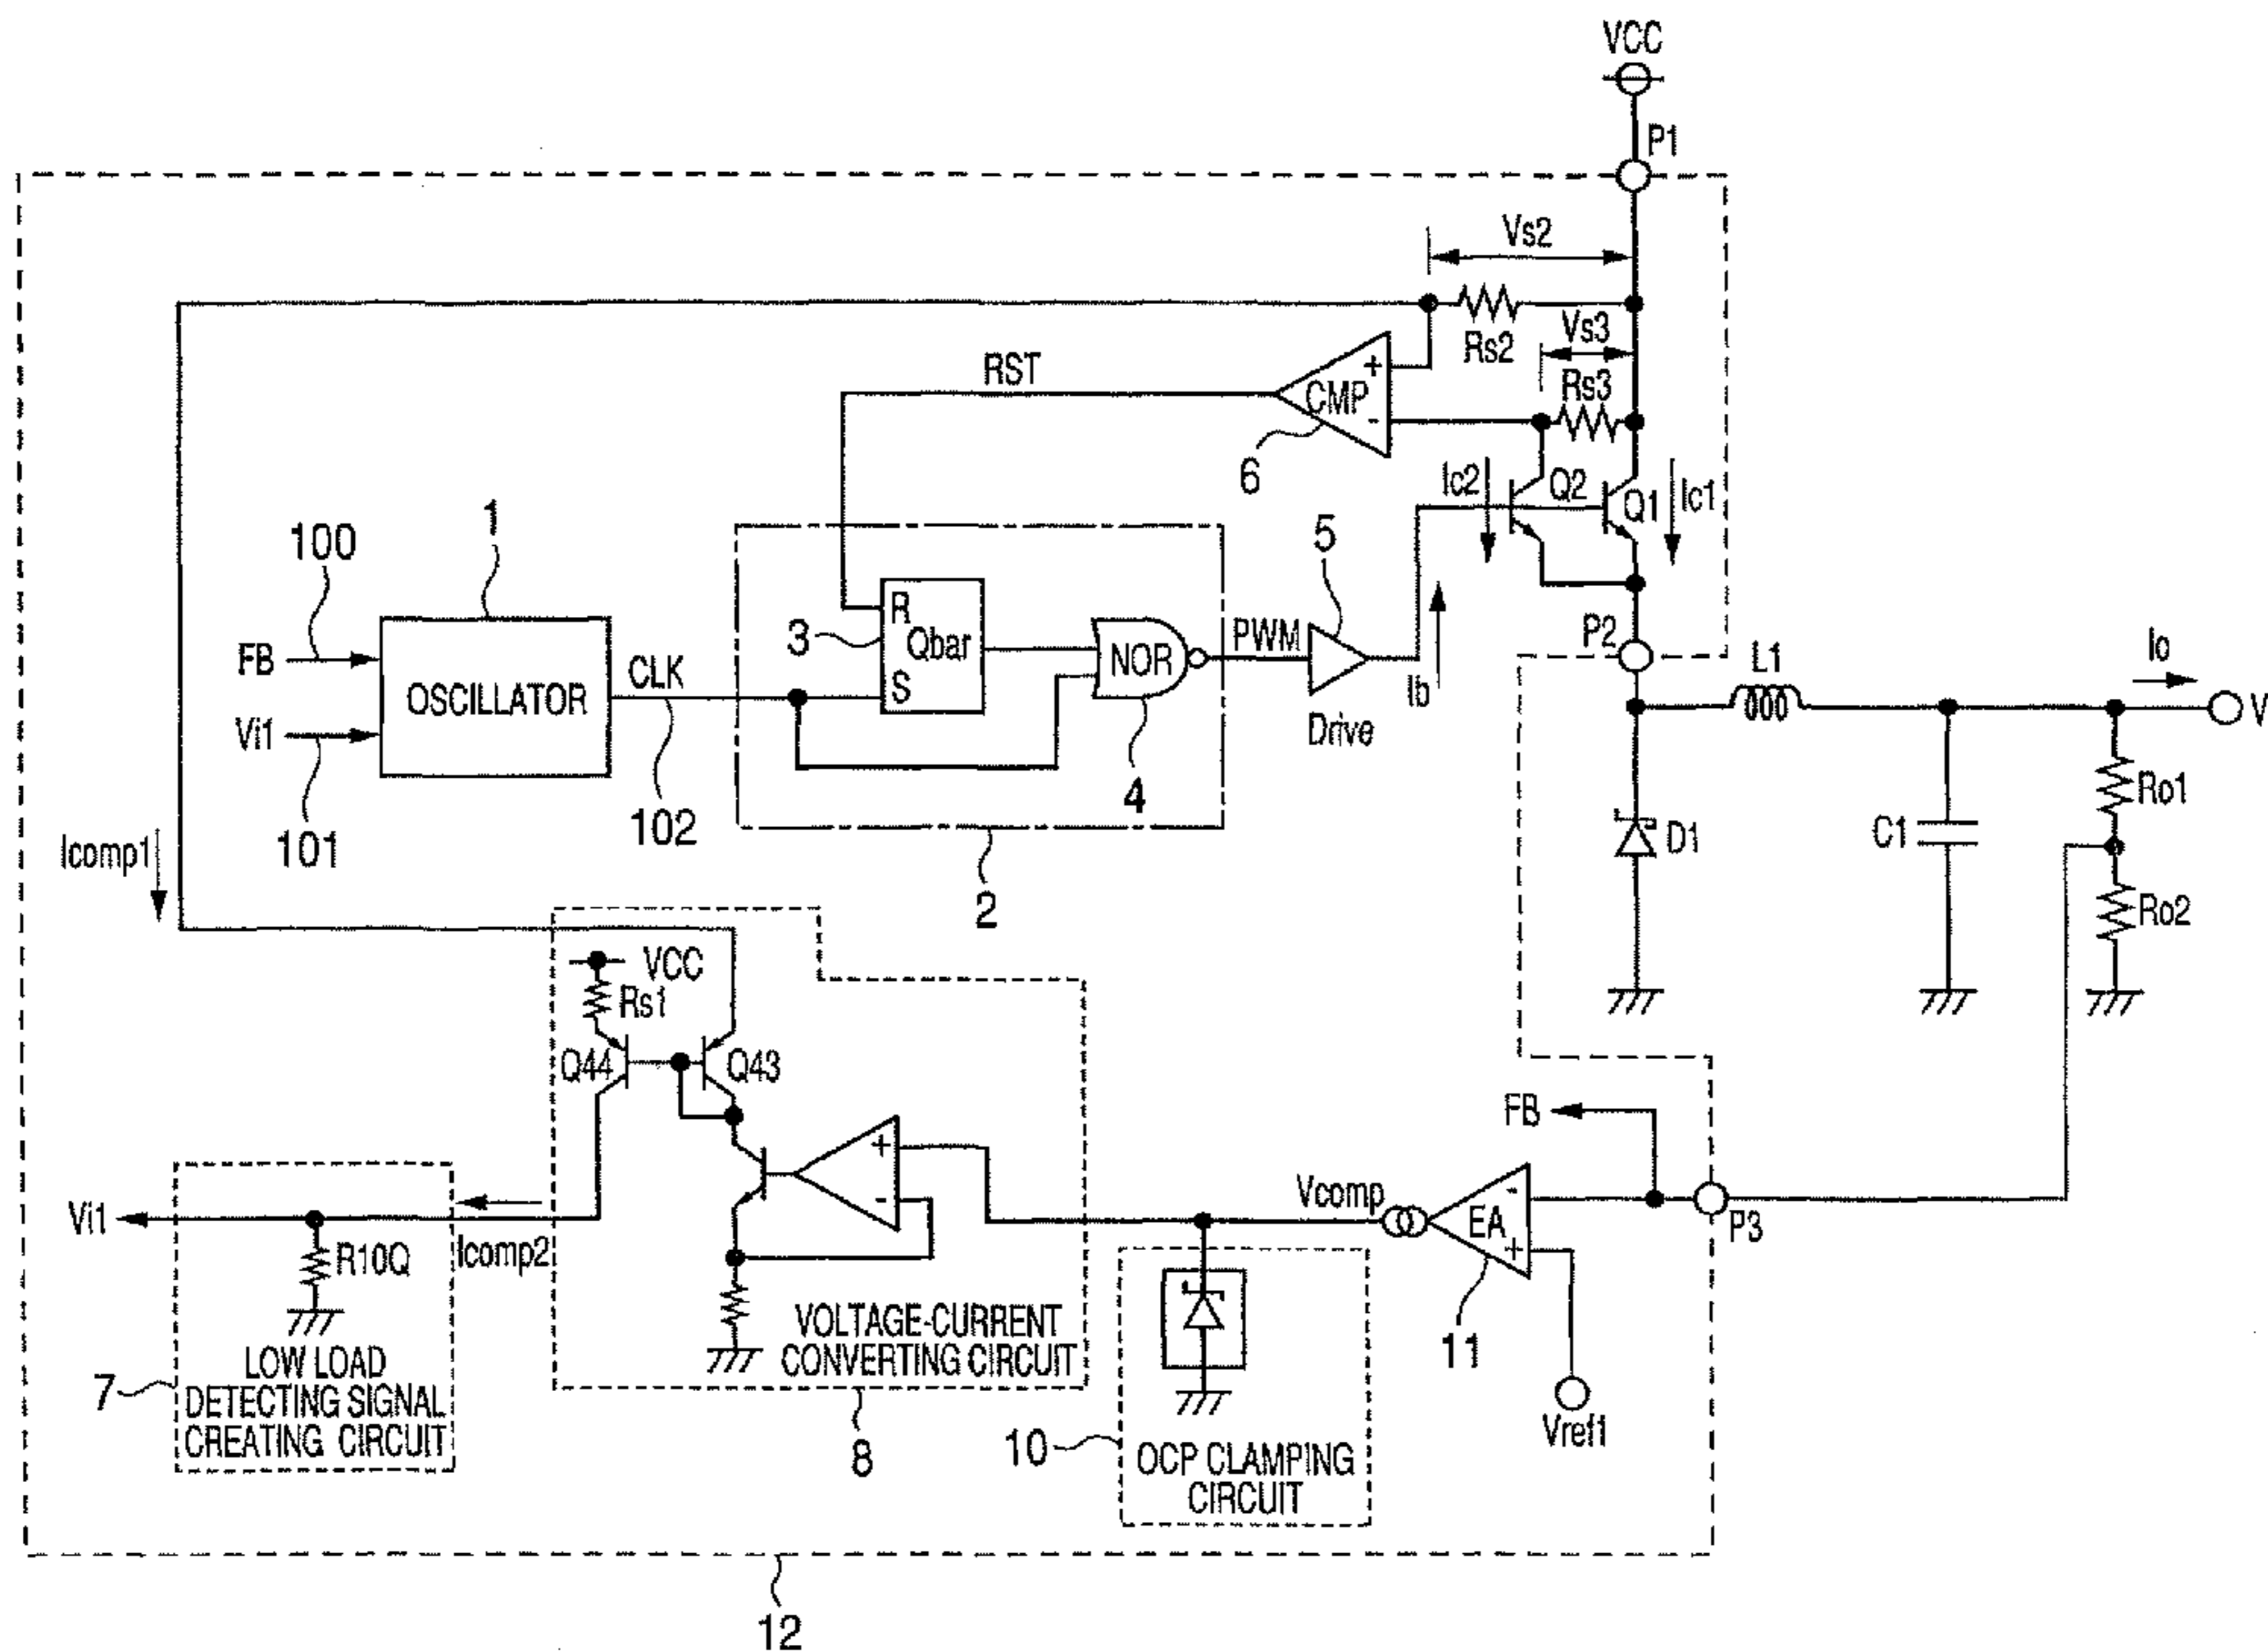 VCC
P1
Vs2
Rs2
Vs3
Rs3
RST
+
CMP
-
6
Ic2
Q2
Q1
Ic1
1
100
FB
OSCILLATOR
Vi1
101
CLK
102
3
R
Qbar
S
NOR
4
2
PWM
5
Drive
Ib
P2
L1
Io
V
D1
C1
Ro1
Ro2
Icomp1
VCC
Rs1
Q44
Q43
+
-
VOLTAGE-CURRENT
CONVERTING CIRCUIT
8
Vi1
R10Q
Icomp2
LOW LOAD
DETECTING SIGNAL
CREATING CIRCUIT
7
Vcomp
10
OCP CLAMPING
CIRCUIT
FB
-
EA
+
11
P3
Vref1
12